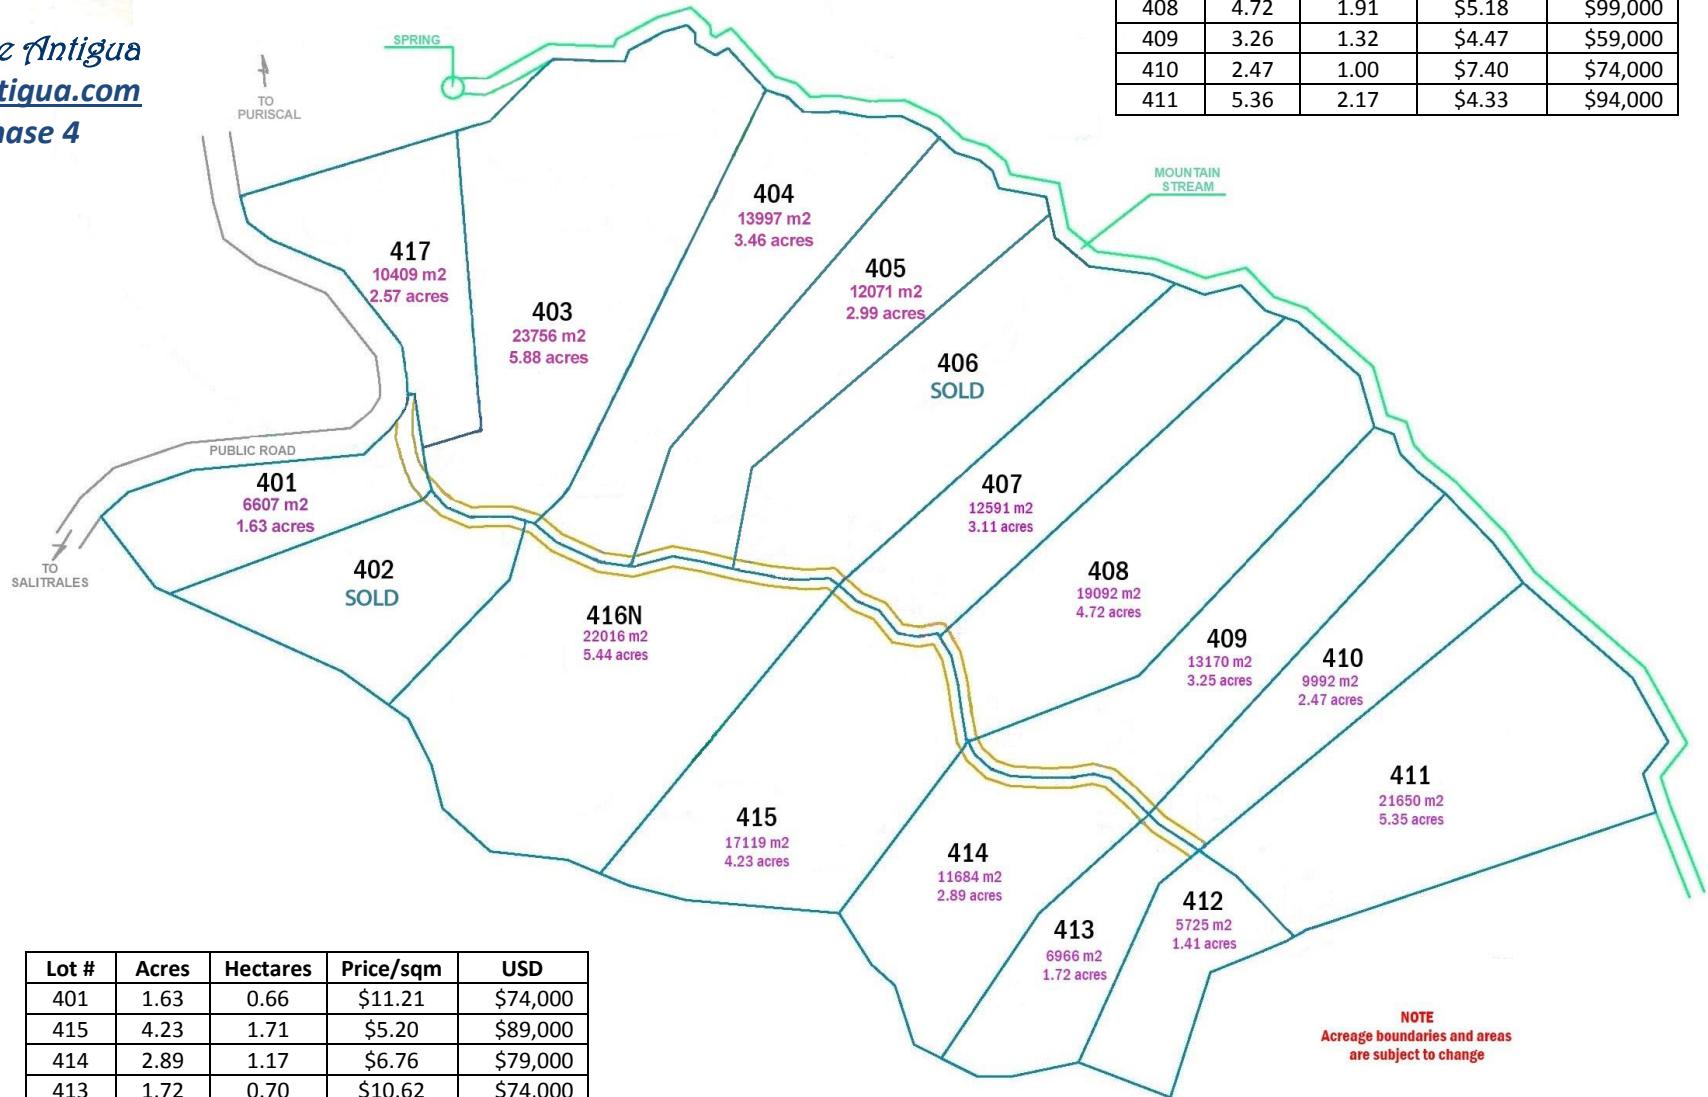 408 4.72 1.91 $5.18 $99,000
409 3.26 1.32 $4.47 $59,000
410 2.47 1.00 $7.40 $74,000
411 5.36 2.17 $4.33 $94,000
Antigua
tigua.com
hase 4
SPRING
TO
PURISCAL
MOUNTAIN
STREAM
404
13997 m2
3.46 acres
417
10409 m2
2.57 acres
405
12071 m2
2.99 acres
403
23756 m2
5.88 acres
406
SOLD
PUBLIC ROAD
401
6607 m2
1.63 acres
407
12591 m2
3.11 acres
TO
SALITRALES
402
SOLD
408
19092 m2
4.72 acres
416N
22016 m2
5.44 acres
409
13170 m2
3.25 acres
410
9992 m2
2.47 acres
411
21650 m2
5.35 acres
415
17119 m2
4.23 acres
414
11684 m2
2.89 acres
412
5725 m2
1.41 acres
413
6966 m2
1.72 acres
Lot # Acres Hectares Price/sqm USD
401 1.63 0.66 $11.21 $74,000
415 4.23 1.71 $5.20 $89,000
414 2.89 1.17 $6.76 $79,000
413 1.72 0.70 $10.62 $74,000
NOTE
Acreage boundaries and areas
are subject to change